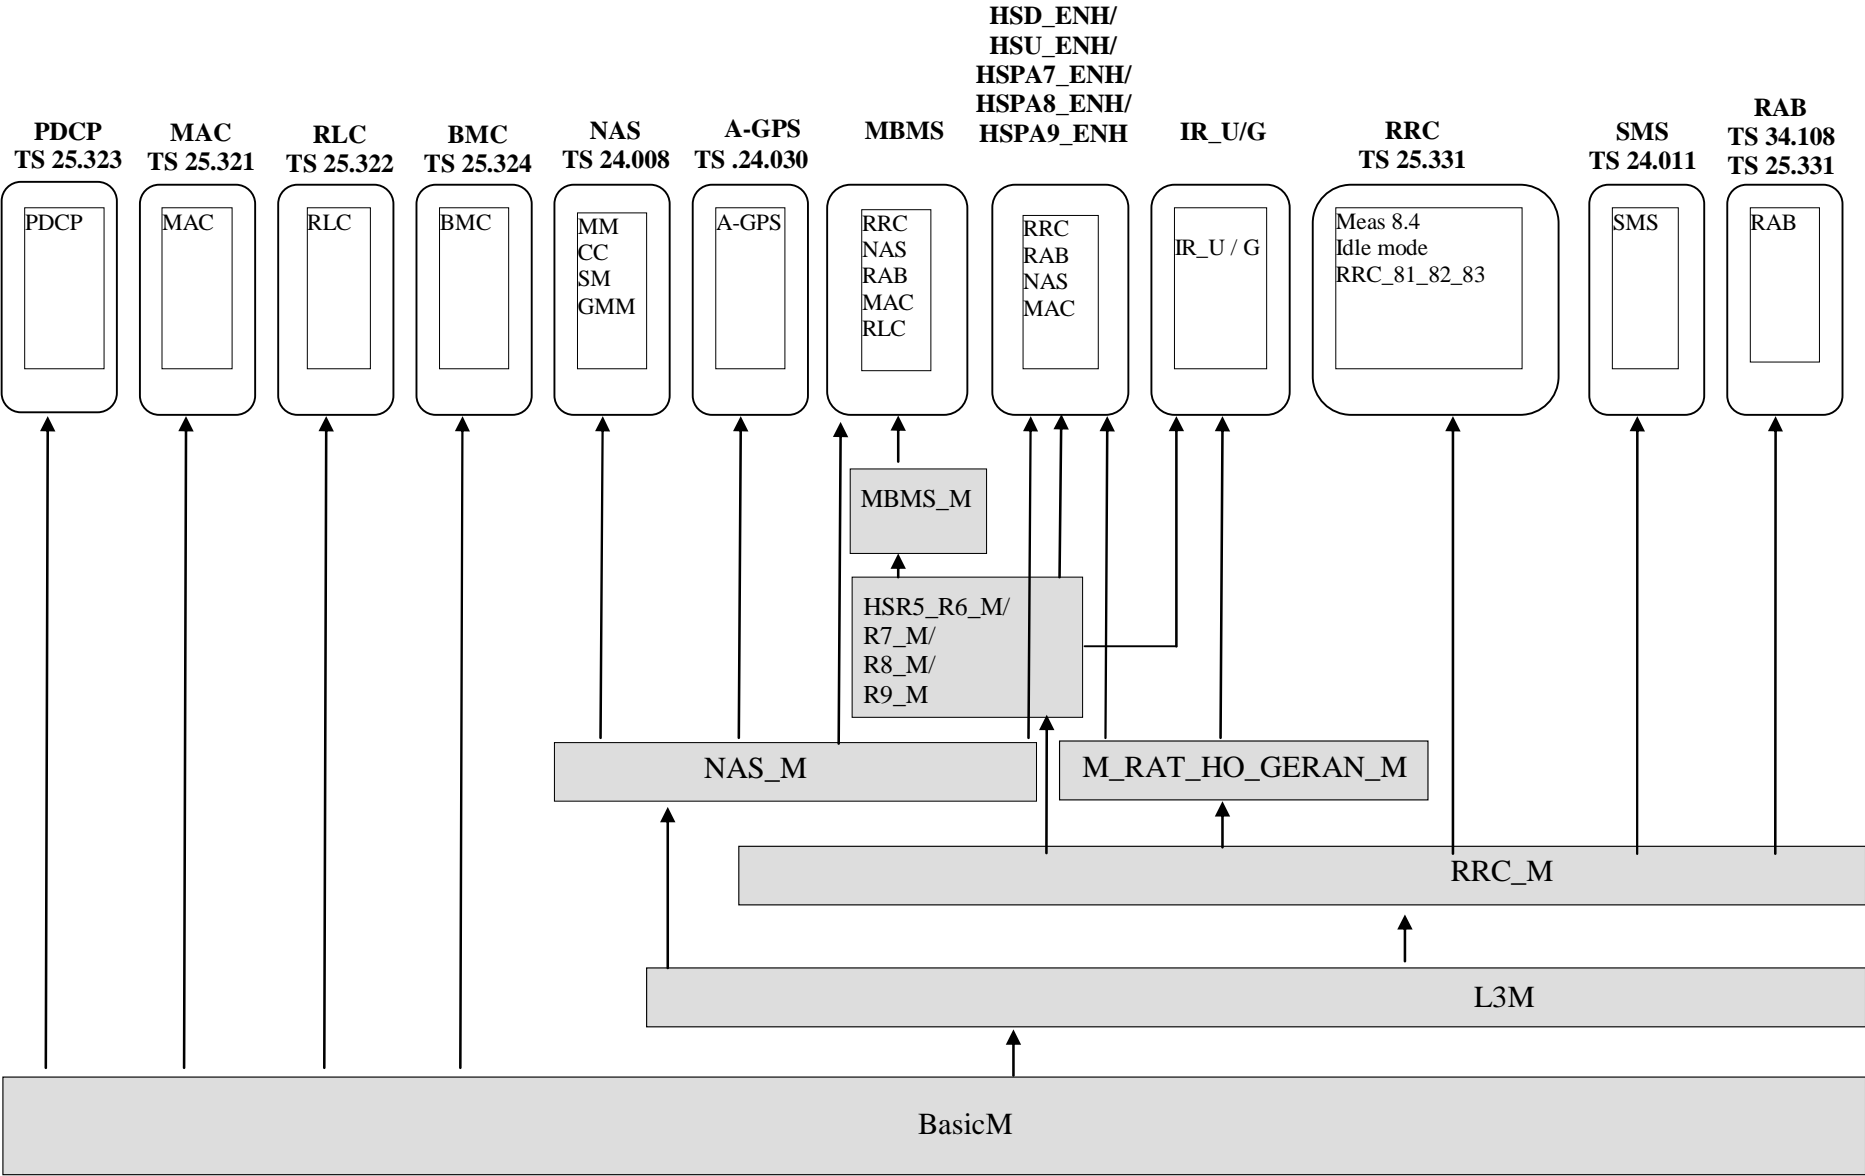 PDCP
TS 25.323
MAC
TS 25.321
RLC
TS 25.322
BMC
TS 25.324
NAS
TS 24.008
A-GPS
TS .24.030
MBMS
HSD_ENH/
HSU_ENH/
HSPA7_ENH/
HSPA8_ENH/
HSPA9_ENH
IR_U/G
RRC
TS 25.331
SMS
TS 24.011
RAB
TS 34.108
TS 25.331
PDCP
MAC
RLC
BMC
MM
CC
SM
GMM
A-GPS
RRC
NAS
RAB
MAC
RLC
RRC
RAB
NAS
MAC
IR_U / G
Meas 8.4
Idle mode
RRC_81_82_83
SMS
RAB
MBMS_M
HSR5_R6_M/
R7_M/
R8_M/
R9_M
NAS_M
M_RAT_HO_GERAN_M
RRC_M
L3M
BasicM